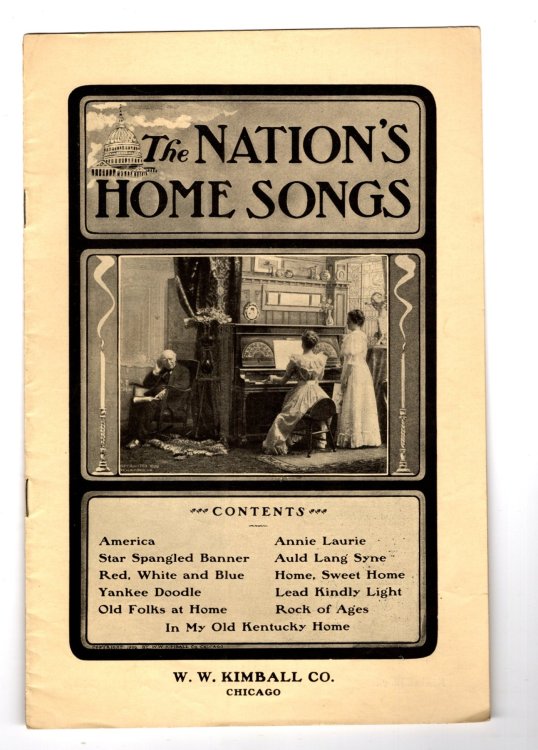 The NATION'S
HOME SONGS
CONTENTS
America
Star Spangled Banner
Red, White and Blue
Yankee Doodle
Old Folks at Home
Annie Laurie
Auld Lang Syne
Home, Sweet Home
Lead Kindly Light
Rock of Ages
In My Old Kentucky Home
W. W. KIMBALL CO.
CHICAGO